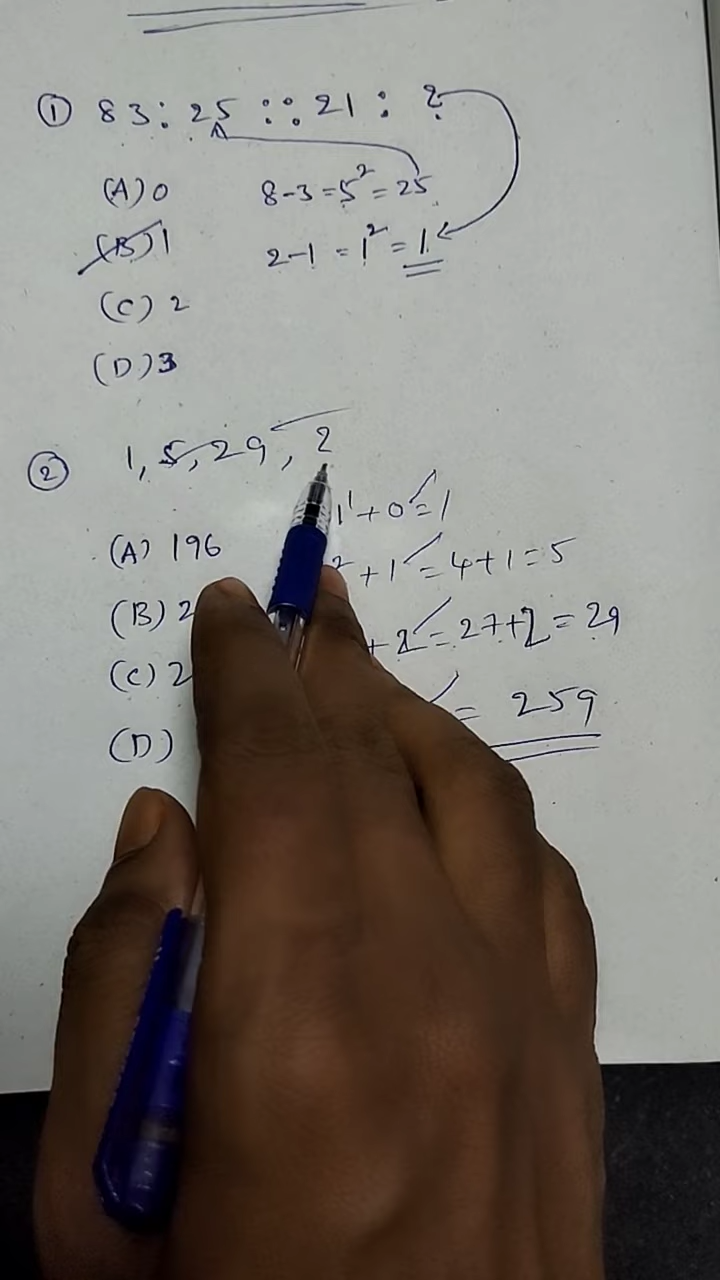 ① 83 : 25 :: 21 : ?
(A) 0 8-3 = 5² = 25
(B) 1 2-1 = 1² = 1
(C) 2
(D) 3
② 1, 5, 29, ?
1¹ + 0 = 1
(A) 196
² + 1 = 4+1 = 5
(B) 2
+ 2 = 27+2 = 29
(C) 2
= 259
(D)